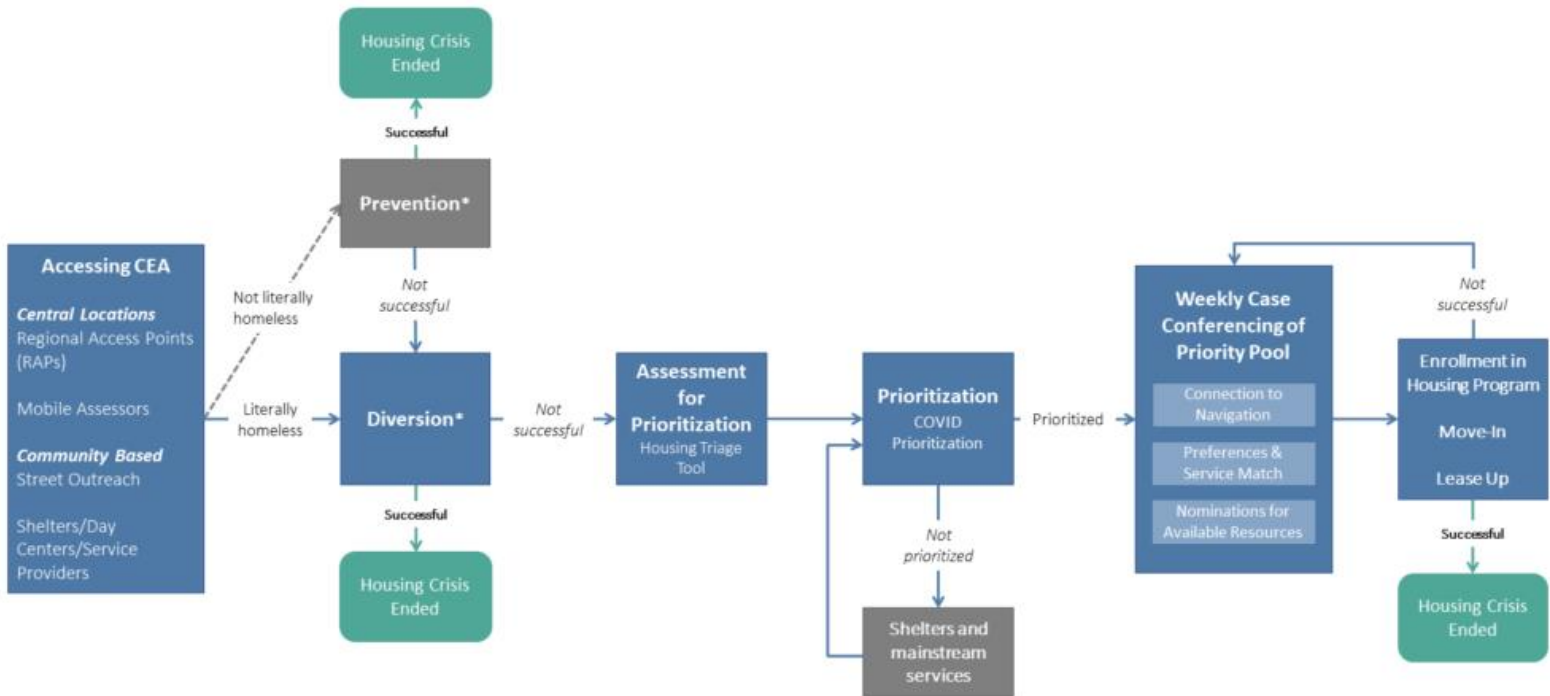 Housing Crisis
Ended
Successful
Prevention*
Accessing CEA
Central Locations
Regional Access Points
(RAPs)
Mobile Assessors
Community Based
Street Outreach
Shelters/Day
Centers/Service
Providers
Not literally
homeless
Literally
homeless
Not
successful
Diversion*
Successful
Housing Crisis
Ended
Not
successful
Assessment
for
Prioritization
Housing Triage
Tool
Prioritization
COVID
Prioritization
Not
prioritized
Shelters and
mainstream
services
Prioritized
Weekly Case
Conferencing of
Priority Pool
Connection to
Navigation
Preferences &
Service Match
Nominations for
Available Resources
Not
successful
Enrollment in
Housing Program
Move-In
Lease Up
Successful
Housing Crisis
Ended